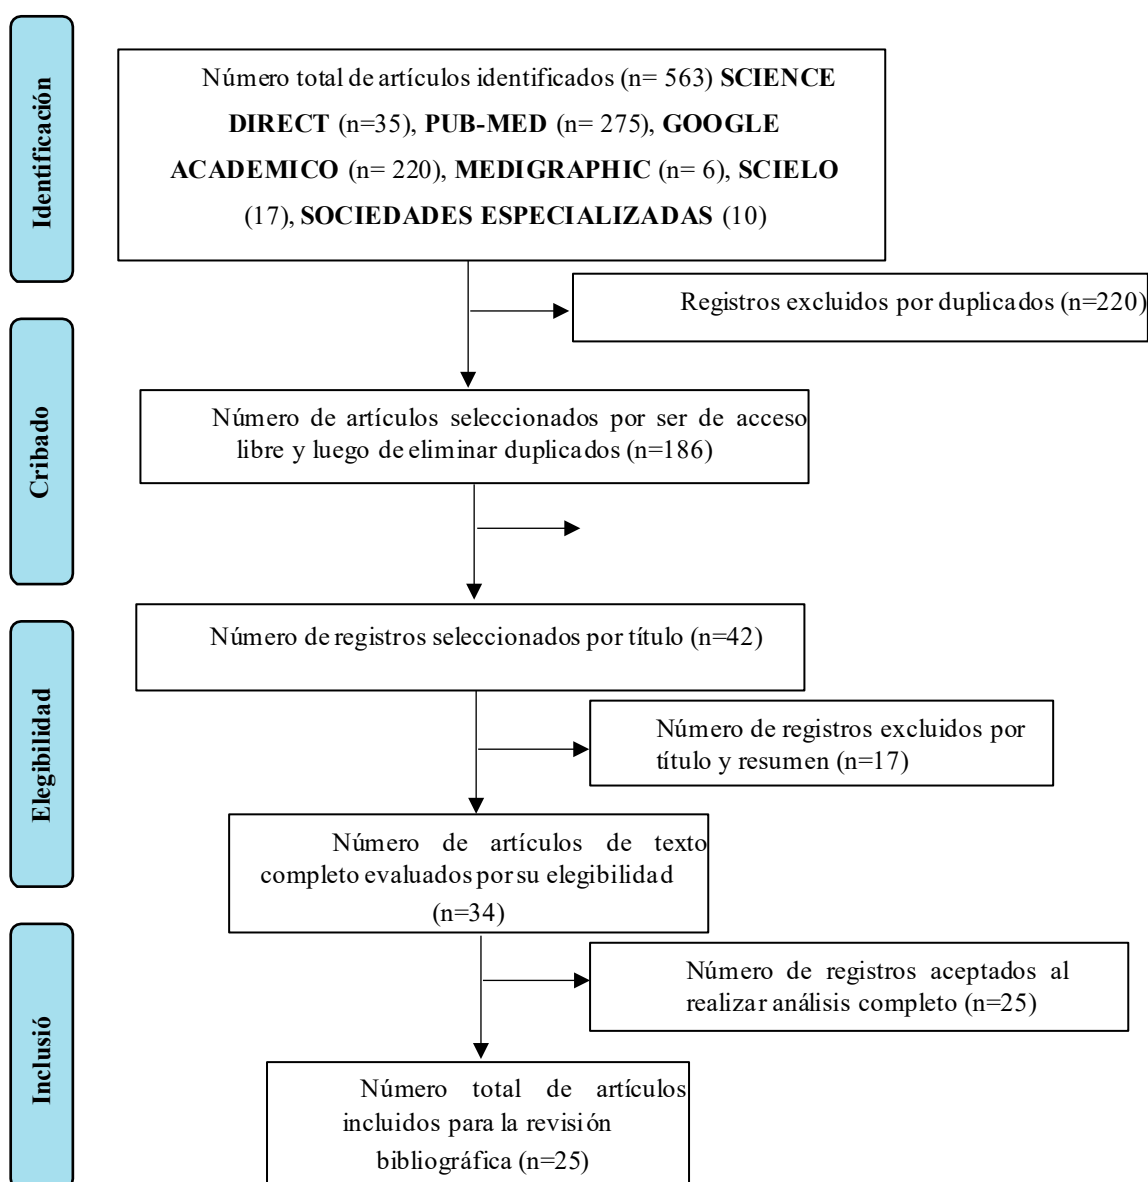 Identificación
Número total de artículos identificados (n= 563) SCIENCE
DIRECT (n=35), PUB-MED (n= 275), GOOGLE
ACADEMICO (n= 220), MEDIGRAPHIC (n= 6), SCIELO
(17), SOCIEDADES ESPECIALIZADAS (10)
Registros excluidos por duplicados (n=220)
Cribado
Número de artículos seleccionados por ser de acceso
libre y luego de eliminar duplicados (n=186)
Número de registros seleccionados por título (n=42)
Elegibilidad
Número de registros excluidos por
título y resumen (n=17)
Número de artículos de texto
completo evaluados por su elegibilidad
(n=34)
Inclusió
Número de registros aceptados al
realizar análisis completo (n=25)
Número total de artículos
incluidos para la revisión
bibliográfica (n=25)